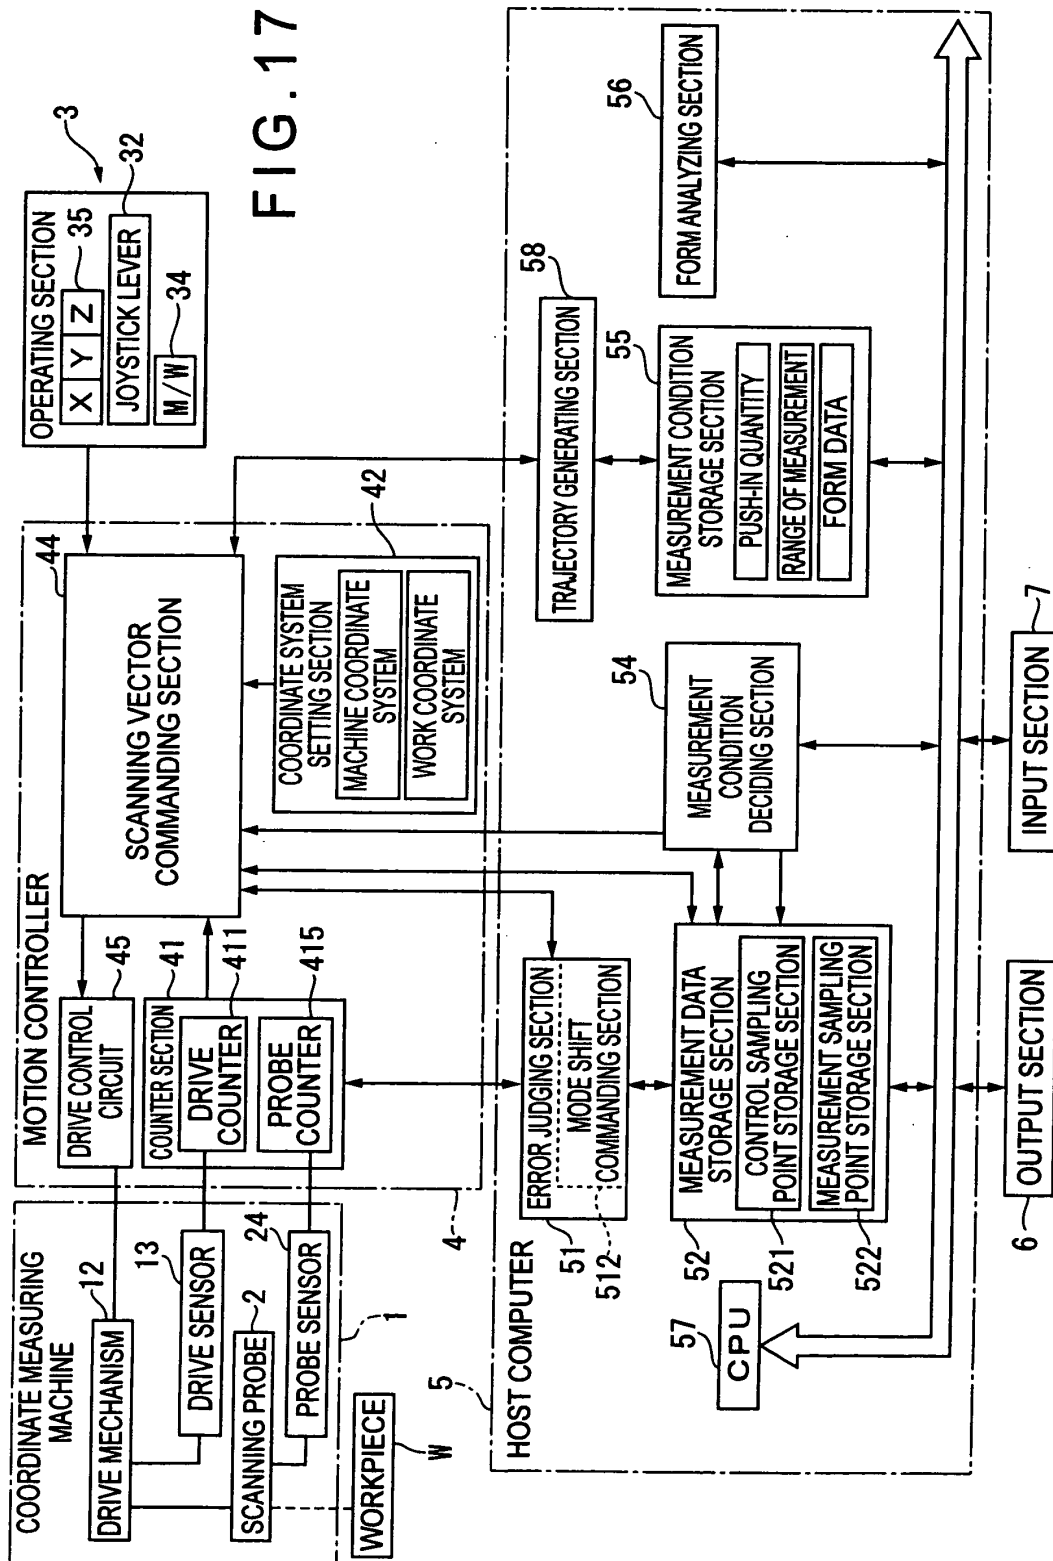 FIG.17
COORDINATE MEASURING
MACHINE
DRIVE MECHANISM
12
DRIVE SENSOR
13
SCANNING PROBE
2
PROBE SENSOR
24
1
WORKPIECE
W
MOTION CONTROLLER
DRIVE CONTROL
CIRCUIT
45
COUNTER SECTION
41
DRIVE
COUNTER
411
PROBE
COUNTER
415
4
SCANNING VECTOR
COMMANDING SECTION
44
COORDINATE SYSTEM
SETTING SECTION
MACHINE COORDINATE
SYSTEM
WORK COORDINATE
SYSTEM
42
OPERATING SECTION
X Y Z
35
JOYSTICK LEVER
32
M/W
34
3
HOST COMPUTER
5
ERROR JUDGING SECTION
MODE SHIFT
COMMANDING SECTION
51
512
MEASUREMENT DATA
STORAGE SECTION
CONTROL SAMPLING
POINT STORAGE SECTION
MEASUREMENT SAMPLING
POINT STORAGE SECTION
52
521
522
CPU
57
MEASUREMENT
CONDITION
DECIDING SECTION
54
TRAJECTORY GENERATING SECTION
58
MEASUREMENT CONDITION
STORAGE SECTION
PUSH-IN QUANTITY
RANGE OF MEASUREMENT
FORM DATA
55
FORM ANALYZING SECTION
56
OUTPUT SECTION
6
INPUT SECTION
7